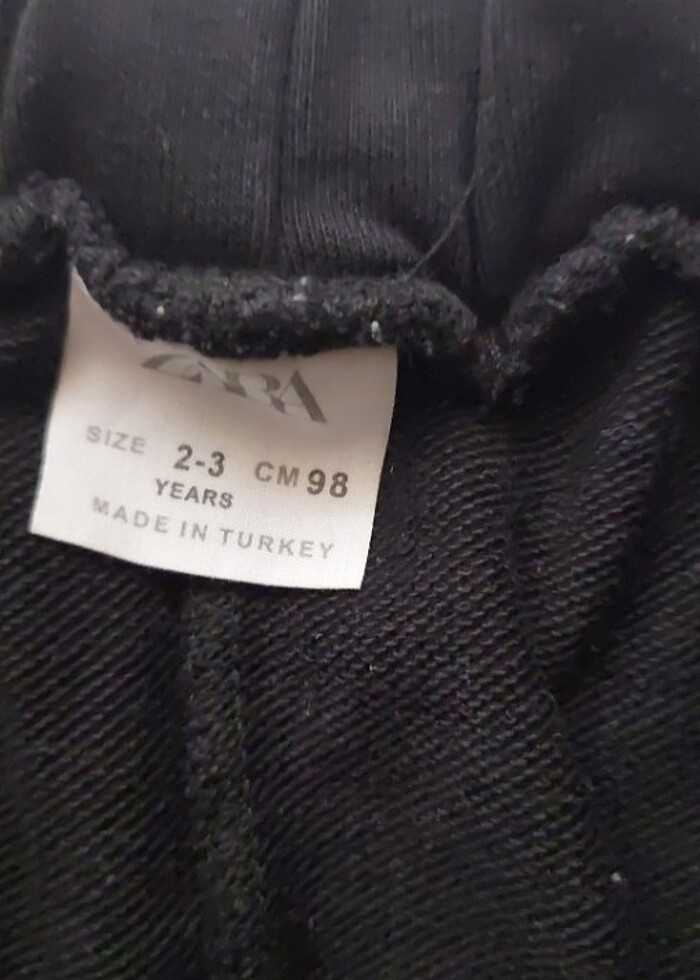 ZARA
SIZE 2-3 CM 98
YEARS
MADE IN TURKEY